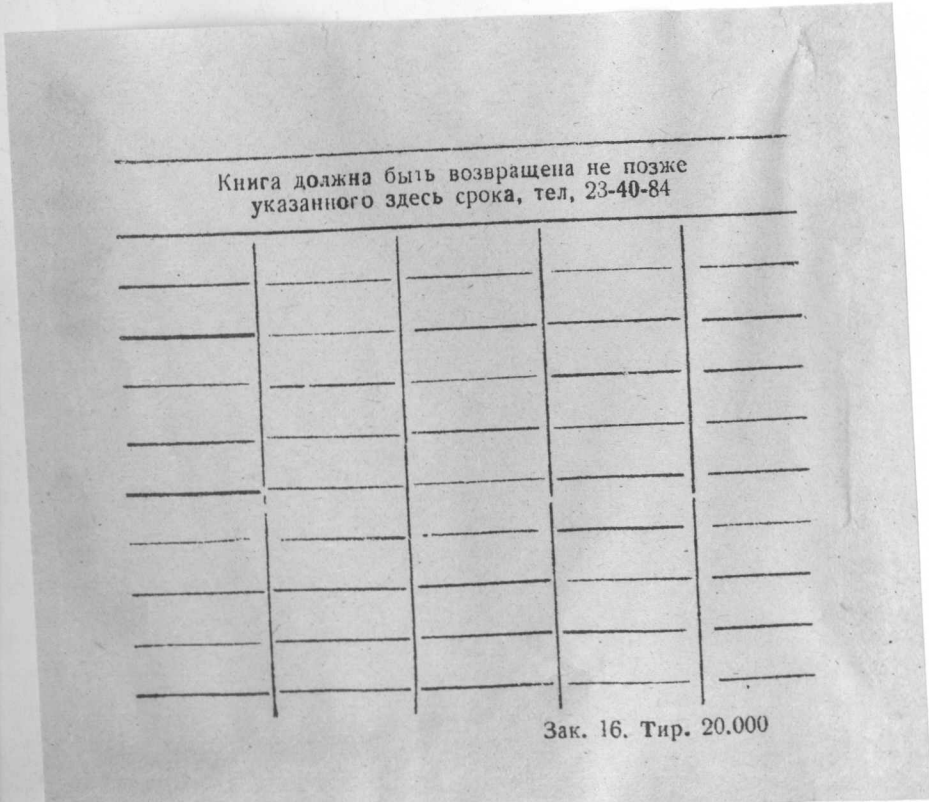 Книга должна быть возвращена не позже
указанного здесь срока, тел, 23-40-84
Зак. 16. Тир. 20.000